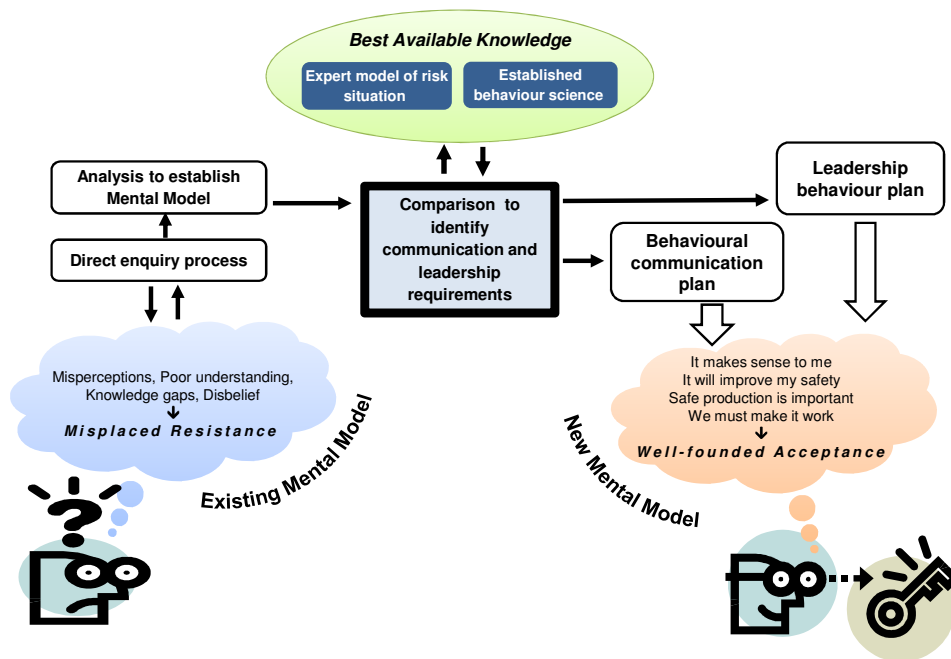 Best Available Knowledge
Expert model of risk
situation
Established
behaviour science
Analysis to establish
Mental Model
Direct enquiry process
Comparison to
identify
communication and
leadership
requirements
Leadership
behaviour plan
Behavioural
communication
plan
Misperceptions, Poor understanding,
Knowledge gaps, Disbelief
Misplaced Resistance
Existing Mental Model
It makes sense to me
It will improve my safety
Safe production is important
We must make it work
Well-founded Acceptance
New Mental Model
?